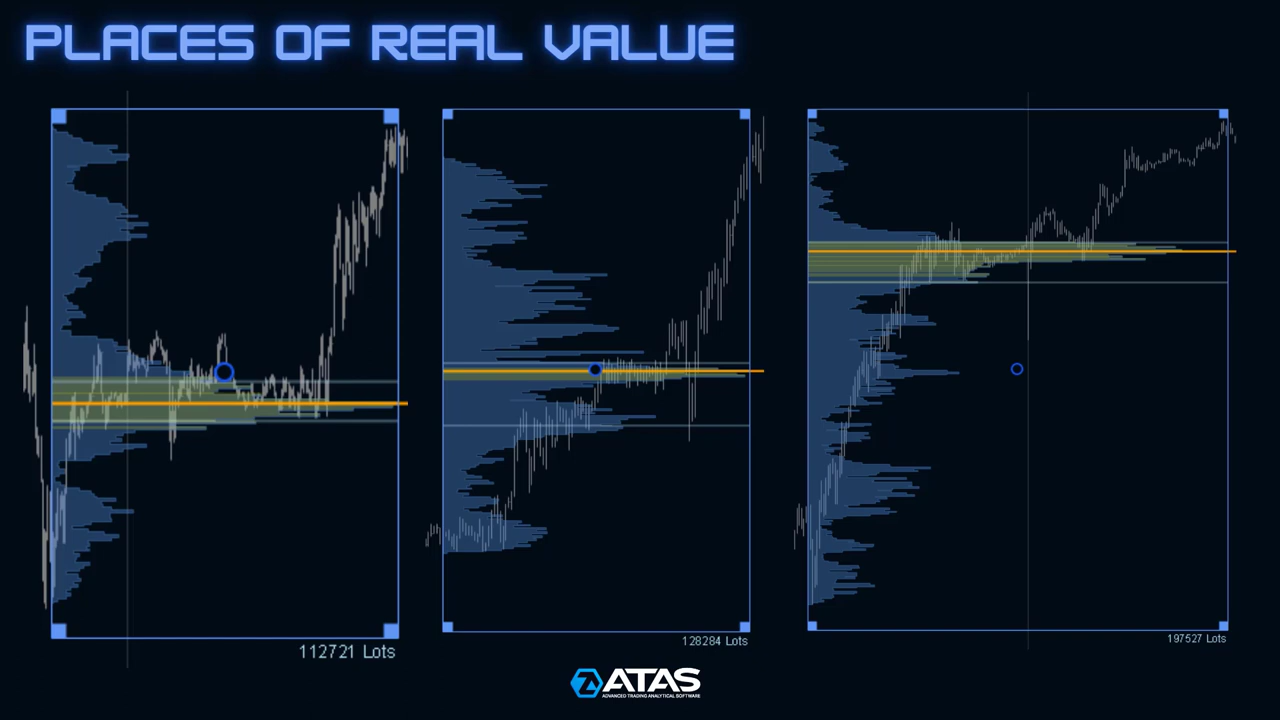 PLACES OF REAL VALUE
112721 Lots
128284 Lots
197527 Lots
ATAS
ADVANCED TRADING ANALYTICAL SOFTWARE